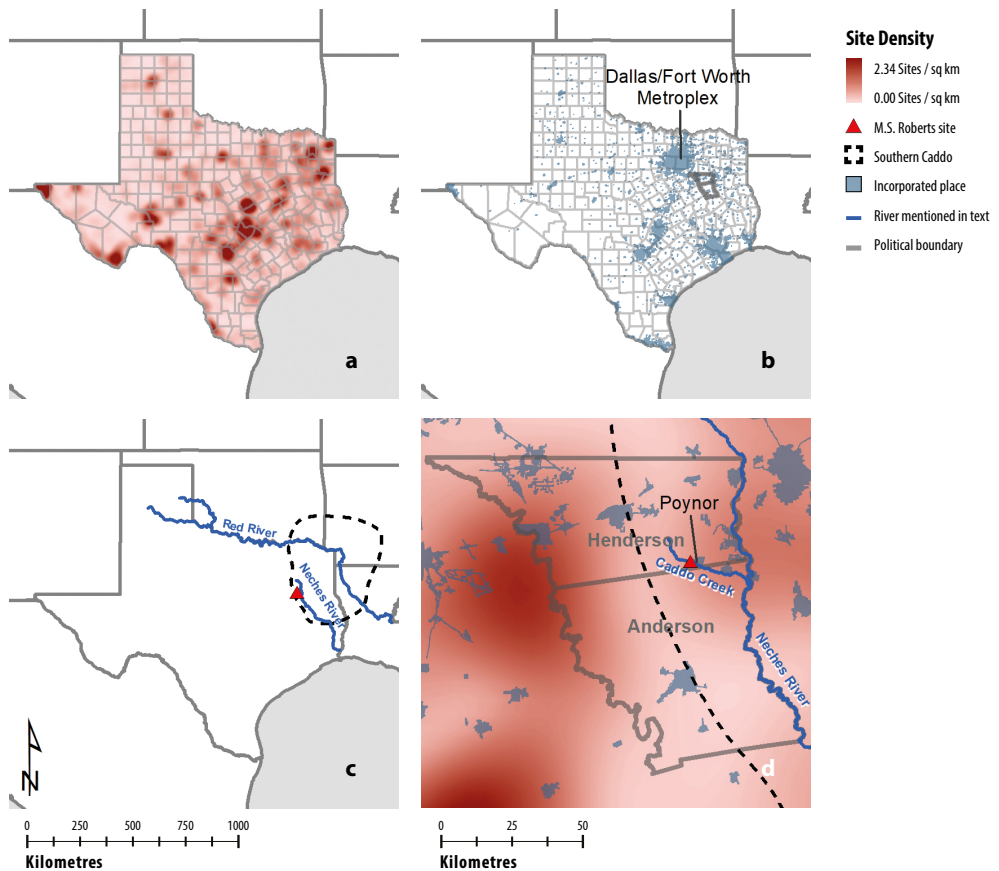 Dallas/Fort Worth
Metroplex
a
b
Site Density
2.34 Sites / sq km
0.00 Sites / sq km
M.S. Roberts site
Southern Caddo
Incorporated place
River mentioned in text
Political boundary
Red River
Neches River
N
c
Poynor
Henderson
Caddo Creek
Anderson
Neches River
d
0 250 500 750 1000
Kilometres
0 25 50
Kilometres